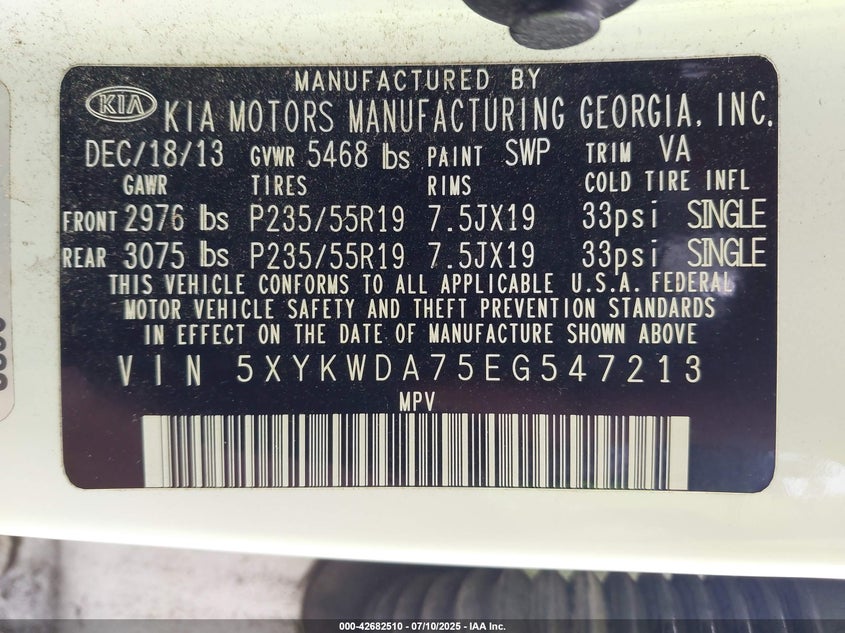 MANUFACTURED BY
KIA KIA MOTORS MANUFACTURING GEORGIA, INC.
DEC/18/13 GVWR 5468 lbs PAINT SWP TRIM VA
GAWR TIRES RIMS COLD TIRE INFL
FRONT 2976 lbs P235/55R19 7.5JX19 33psi SINGLE
REAR 3075 lbs P235/55R19 7.5JX19 33psi SINGLE
THIS VEHICLE CONFORMS TO ALL APPLICABLE U.S.A. FEDERAL
MOTOR VEHICLE SAFETY AND THEFT PREVENTION STANDARDS
IN EFFECT ON THE DATE OF MANUFACTURE SHOWN ABOVE
VIN 5XYKWDA75EG547213
MPV
000-42682510 - 07/10/2025 - IAA Inc.